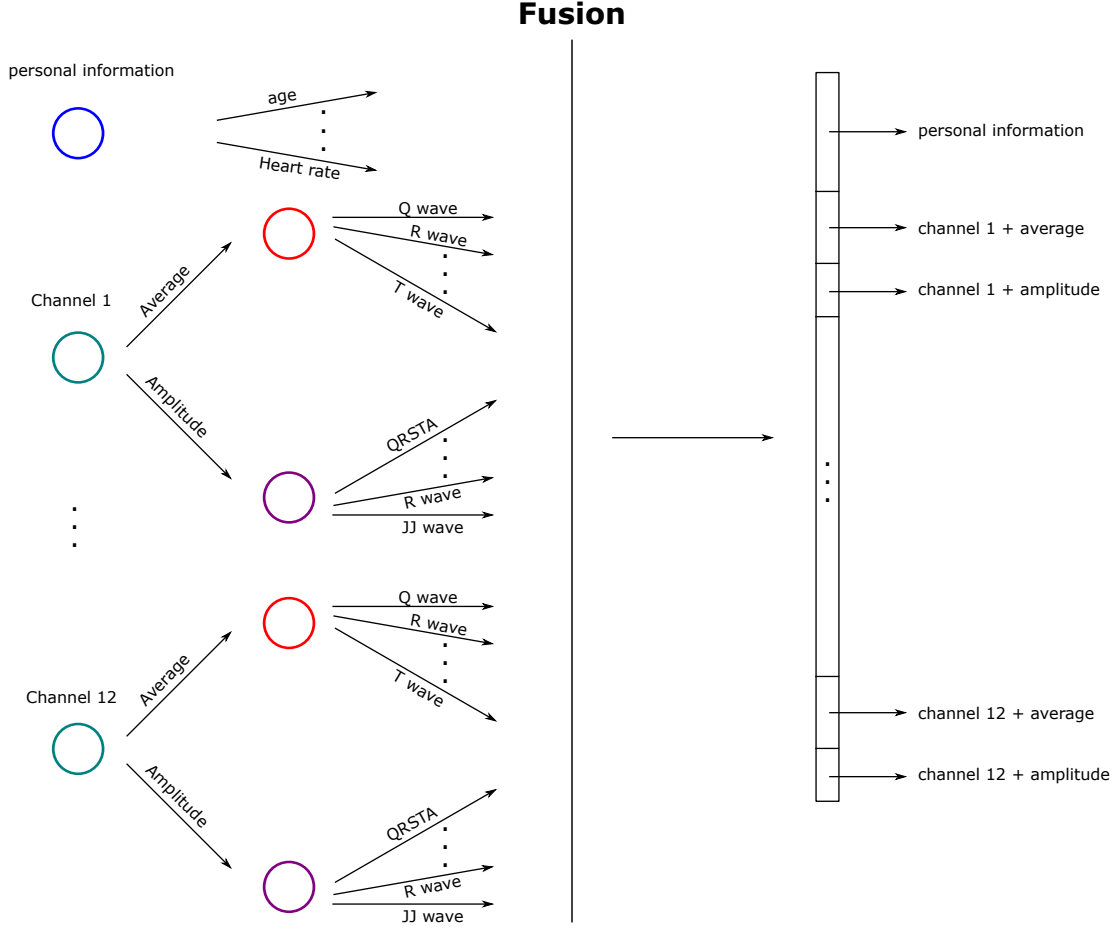 Fusion
personal information
age
Heart rate
Channel 1
Average
Q wave
R wave
T wave
Amplitude
QRSTA
R wave
JJ wave
Channel 12
Average
Q wave
R wave
T wave
Amplitude
QRSTA
R wave
JJ wave
personal information
channel 1 + average
channel 1 + amplitude
channel 12 + average
channel 12 + amplitude